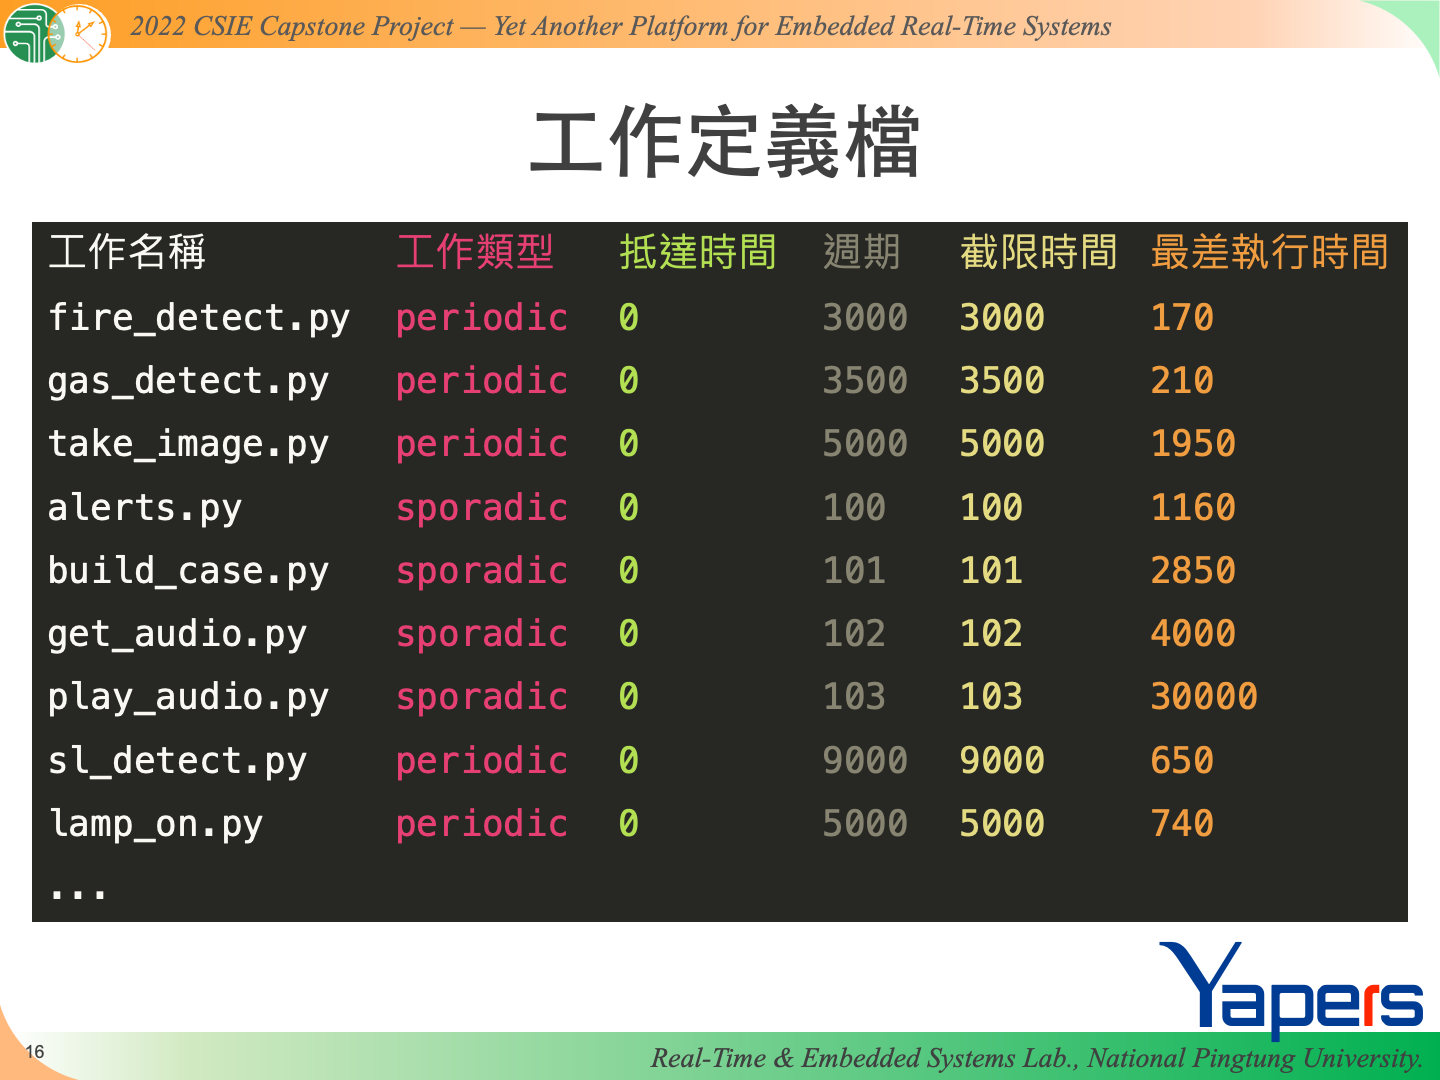 2022 CSIE Capstone Project — Yet Another Platform for Embedded Real-Time Systems
工作定義檔
工作名稱 工作類型 抵達時間 週期 截限時間 最差執行時間
fire_detect.py periodic 0 3000 3000 170
gas_detect.py periodic 0 3500 3500 210
take_image.py periodic 0 5000 5000 1950
alerts.py sporadic 0 100 100 1160
build_case.py sporadic 0 101 101 2850
get_audio.py sporadic 0 102 102 4000
play_audio.py sporadic 0 103 103 30000
sl_detect.py periodic 0 9000 9000 650
lamp_on.py periodic 0 5000 5000 740
...
Yapers
16
Real-Time & Embedded Systems Lab., National Pingtung University.